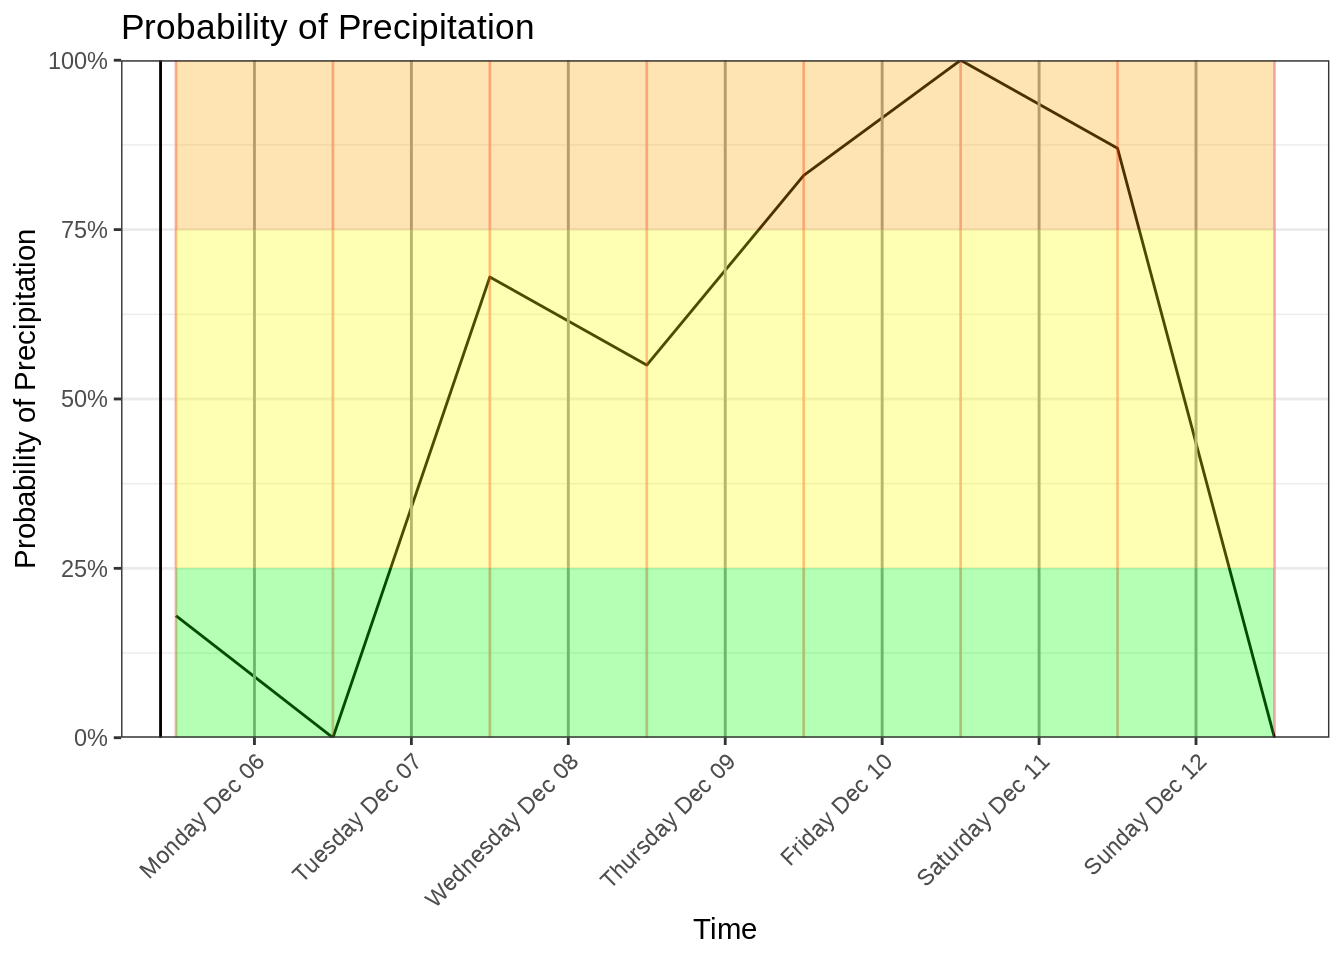 Probability of Precipitation
Probability of Precipitation
100%
75%
50%
25%
0%
Monday Dec 06
Tuesday Dec 07
Wednesday Dec 08
Thursday Dec 09
Friday Dec 10
Saturday Dec 11
Sunday Dec 12
Time